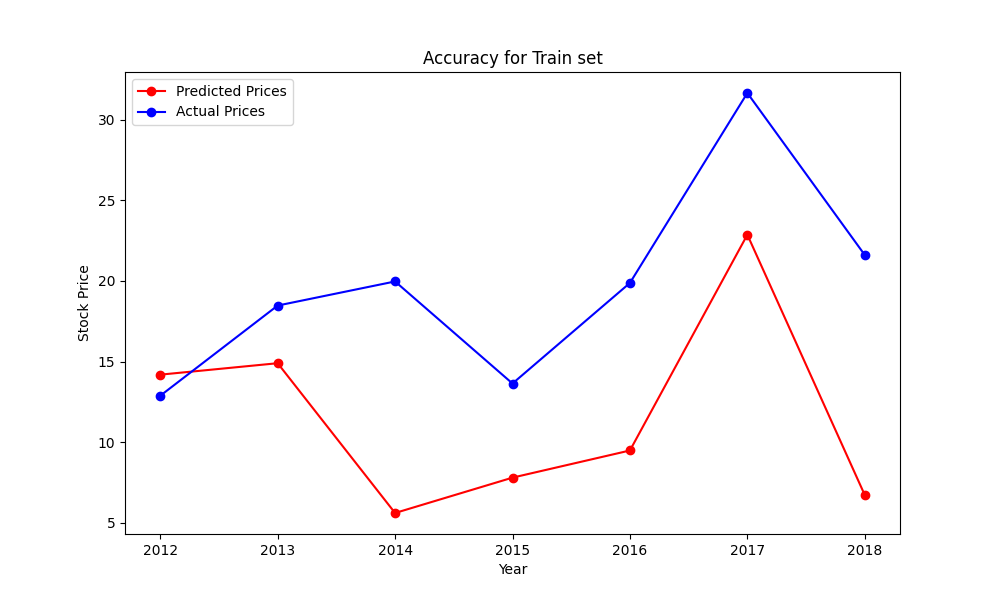 Accuracy for Train set
Predicted Prices
Actual Prices
30
25
20
15
10
5
Stock Price
2012 2013 2014 2015 2016 2017 2018
Year